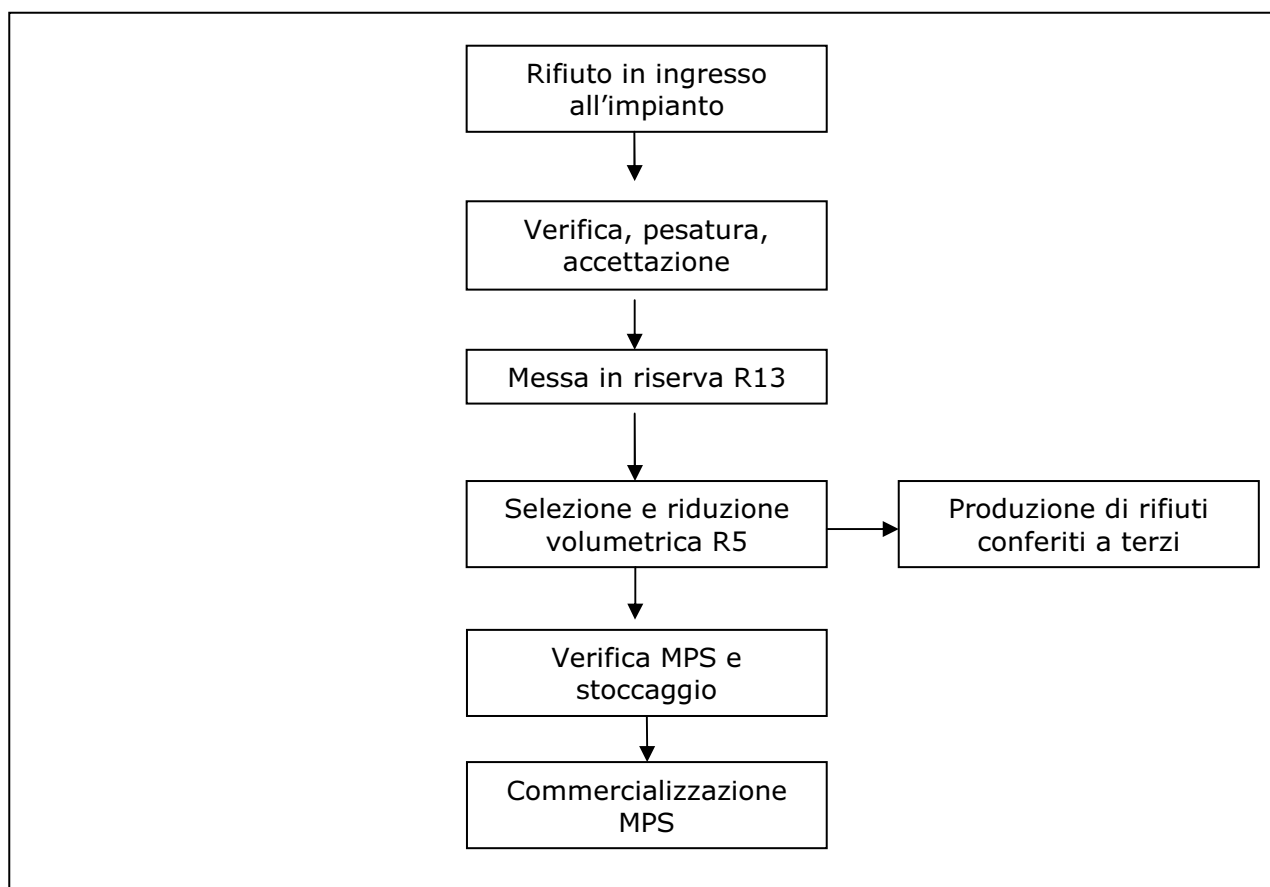 Rifiuto in ingresso
all’impianto
Verifica, pesatura,
accettazione
Messa in riserva R13
Selezione e riduzione
volumetrica R5
Produzione di rifiuti
conferiti a terzi
Verifica MPS e
stoccaggio
Commercializzazione
MPS